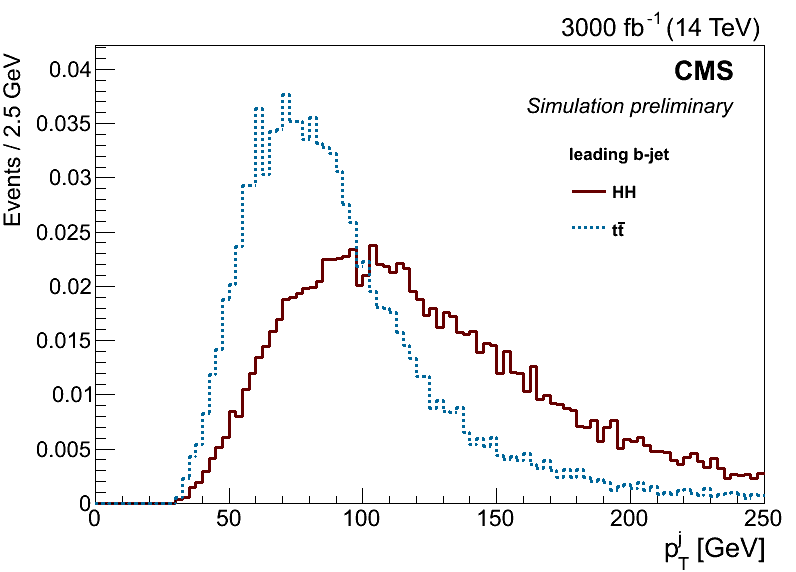 3000 fb⁻¹ (14 TeV)
CMS
Simulation preliminary
leading b-jet
HH
tt̄
Events / 2.5 GeV
0.04
0.035
0.03
0.025
0.02
0.015
0.01
0.005
0
0 50 100 150 200 250
p_T^j [GeV]